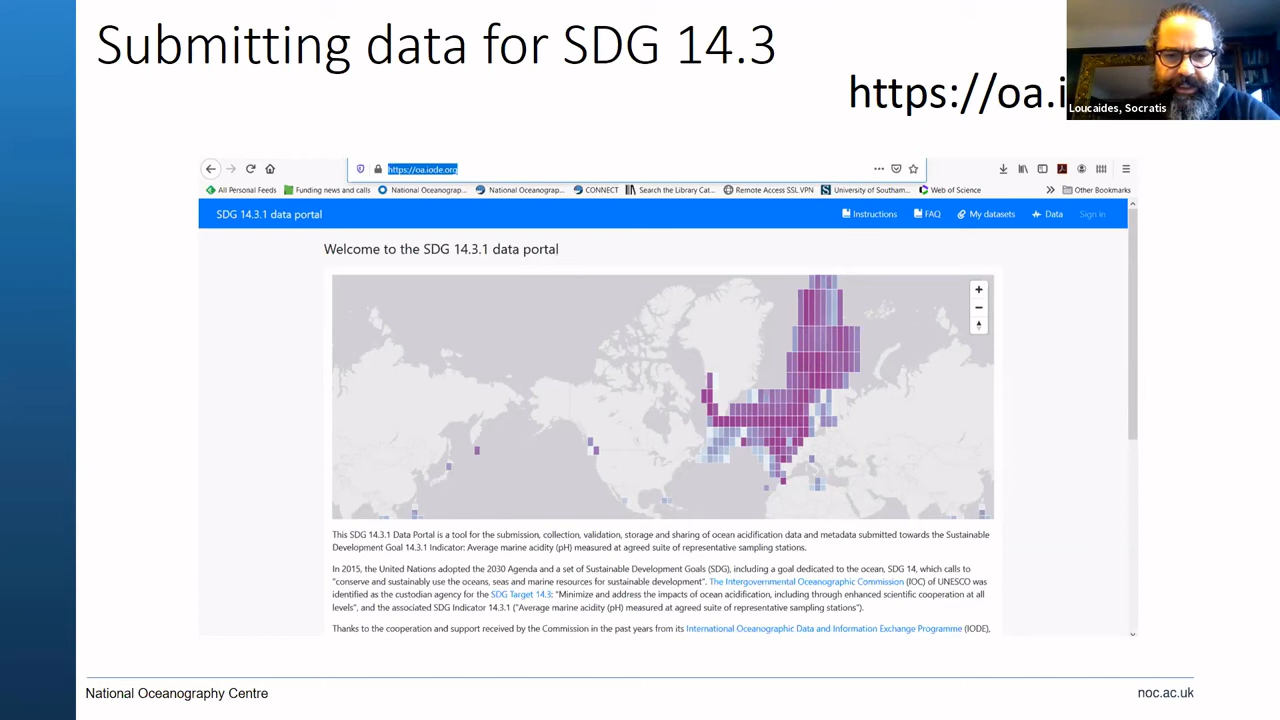 Submitting data for SDG 14.3
https://oa.i
Loucaides, Socratis
https://oa.iode.org
All Personal Feeds
Funding news and calls
National Oceanograp...
National Oceanograp...
CONNECT
Search the Library Cat...
Remote Access SSL VPN
University of Southam...
Web of Science
Other Bookmarks
SDG 14.3.1 data portal
Instructions
FAQ
My datasets
Data
Sign in
Welcome to the SDG 14.3.1 data portal
This SDG 14.3.1 Data Portal is a tool for the submission, collection, validation, storage and sharing of ocean acidification data and metadata submitted towards the Sustainable
Development Goal 14.3.1 Indicator: Average marine acidity (pH) measured at agreed suite of representative sampling stations.
In 2015, the United Nations adopted the 2030 Agenda and a set of Sustainable Development Goals (SDG), including a goal dedicated to the ocean, SDG 14, which calls to
"conserve and sustainably use the oceans, seas and marine resources for sustainable development". The Intergovernmental Oceanographic Commission (IOC) of UNESCO was
identified as the custodian agency for the SDG Target 14.3: "Minimize and address the impacts of ocean acidification, including through enhanced scientific cooperation at all
levels", and the associated SDG Indicator 14.3.1 ("Average marine acidity (pH) measured at agreed suite of representative sampling stations").
Thanks to the cooperation and support received by the Commission in the past years from its International Oceanographic Data and Information Exchange Programme (IODE),
National Oceanography Centre
noc.ac.uk